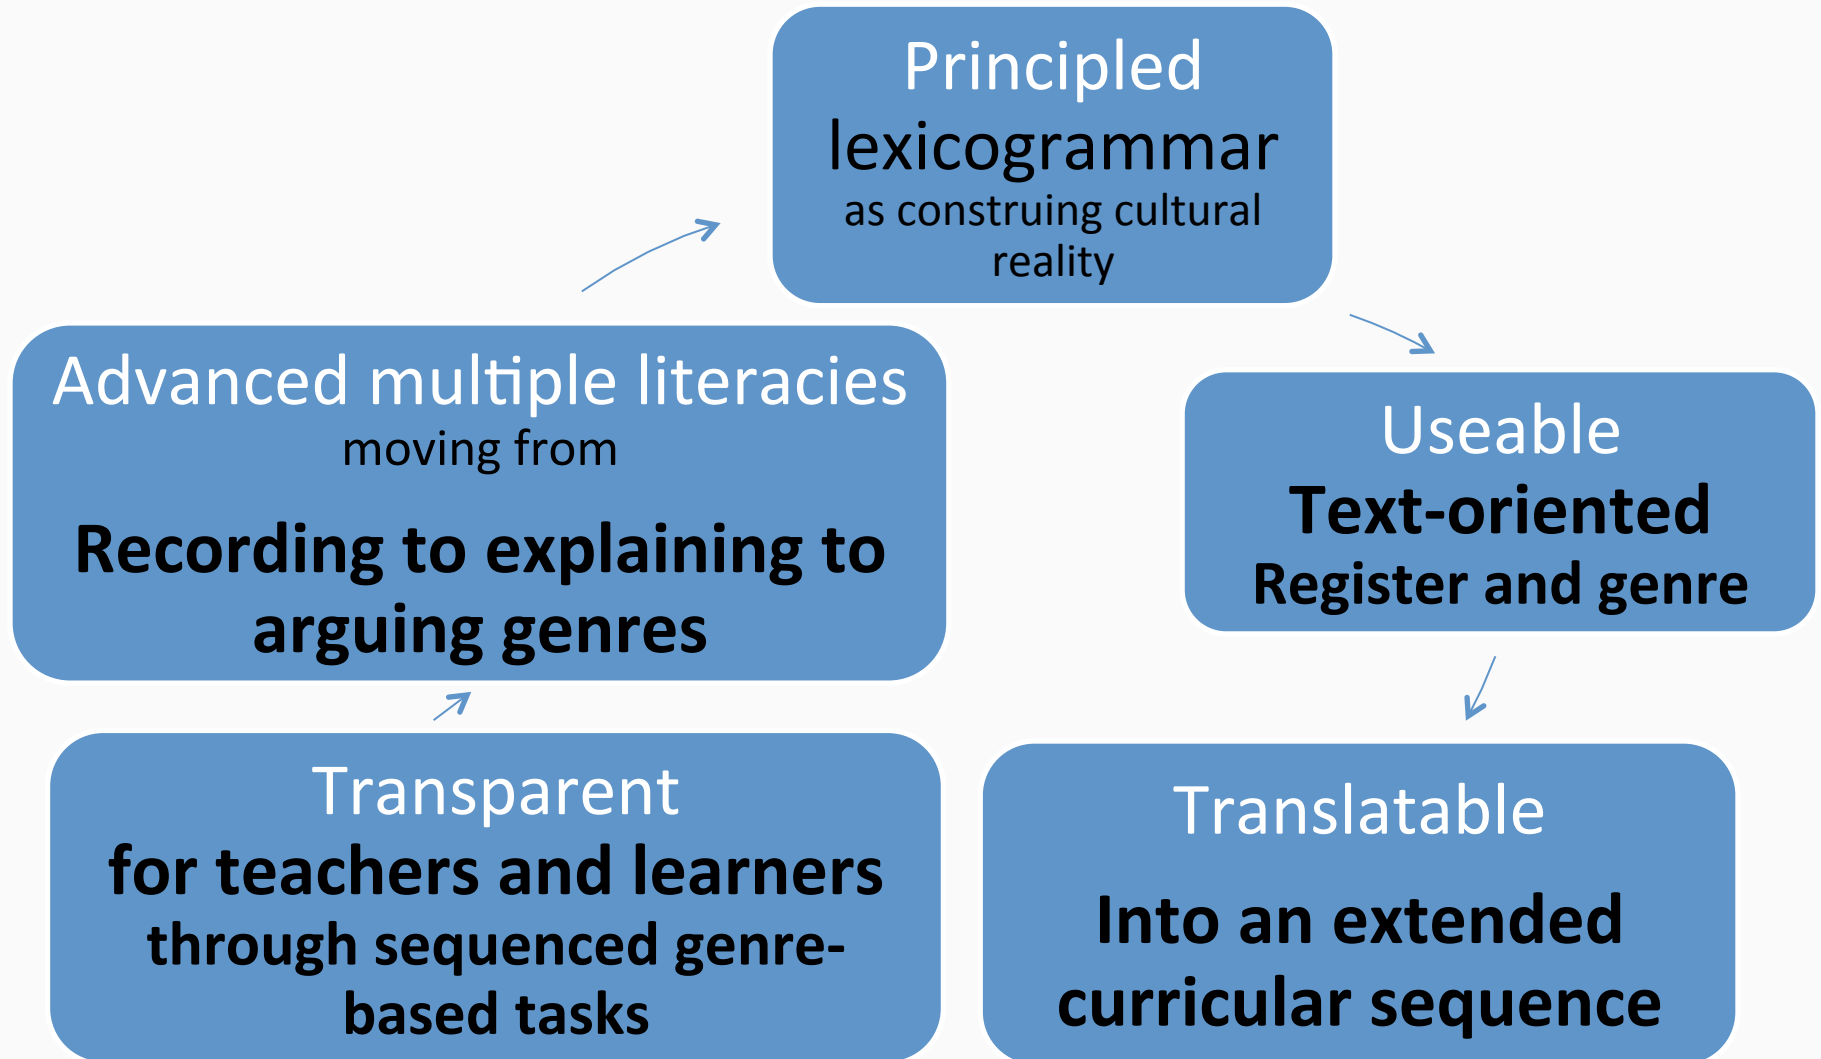 Principled
lexicogrammar
as construing cultural
reality
Useable
Text-oriented
Register and genre
Translatable
Into an extended
curricular sequence
Transparent
for teachers and learners
through sequenced genre-
based tasks
Advanced multiple literacies
moving from
Recording to explaining to
arguing genres